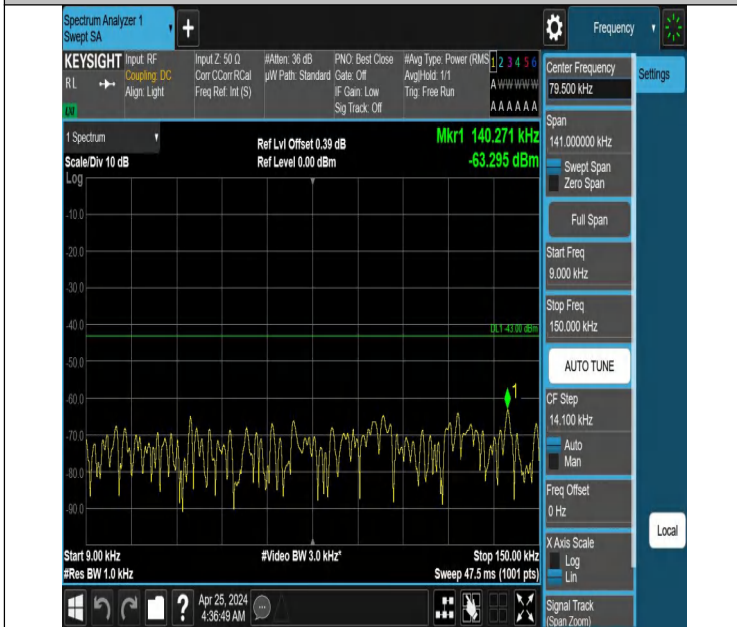 Spectrum Analyzer 1
Swept SA
Frequency
KEYSIGHT
RL
Input: RF
Coupling: DC
Align: Light
Input Z: 50 Ω
Corr CCorr RCal
Freq Ref: Int (S)
#Atten: 36 dB
µW Path: Standard
PNO: Best Close
Gate: Off
IF Gain: Low
Sig Track: Off
#Avg Type: Power (RMS
Avg|Hold: 1/1
Trig: Free Run
1 2 3 4 5 6
A W W W W W
A A A A A A
1 Spectrum
Scale/Div 10 dB
Log
Ref Lvl Offset 0.39 dB
Ref Level 0.00 dBm
Mkr1 140.271 kHz
-63.295 dBm
-10.0
-20.0
-30.0
-40.0
DL1 -43.00 dBm
-50.0
-60.0
1
-70.0
-80.0
-90.0
Start 9.00 kHz
#Res BW 1.0 kHz
#Video BW 3.0 kHz*
Stop 150.00 kHz
Sweep 47.5 ms (1001 pts)
Apr 25, 2024
4:36:49 AM
Center Frequency
79.500 kHz
Settings
Span
141.000000 kHz
Swept Span
Zero Span
Full Span
Start Freq
9.000 kHz
Stop Freq
150.000 kHz
AUTO TUNE
CF Step
14.100 kHz
Auto
Man
Freq Offset
0 Hz
X Axis Scale
Log
Lin
Local
Signal Track
(Span Zoom)